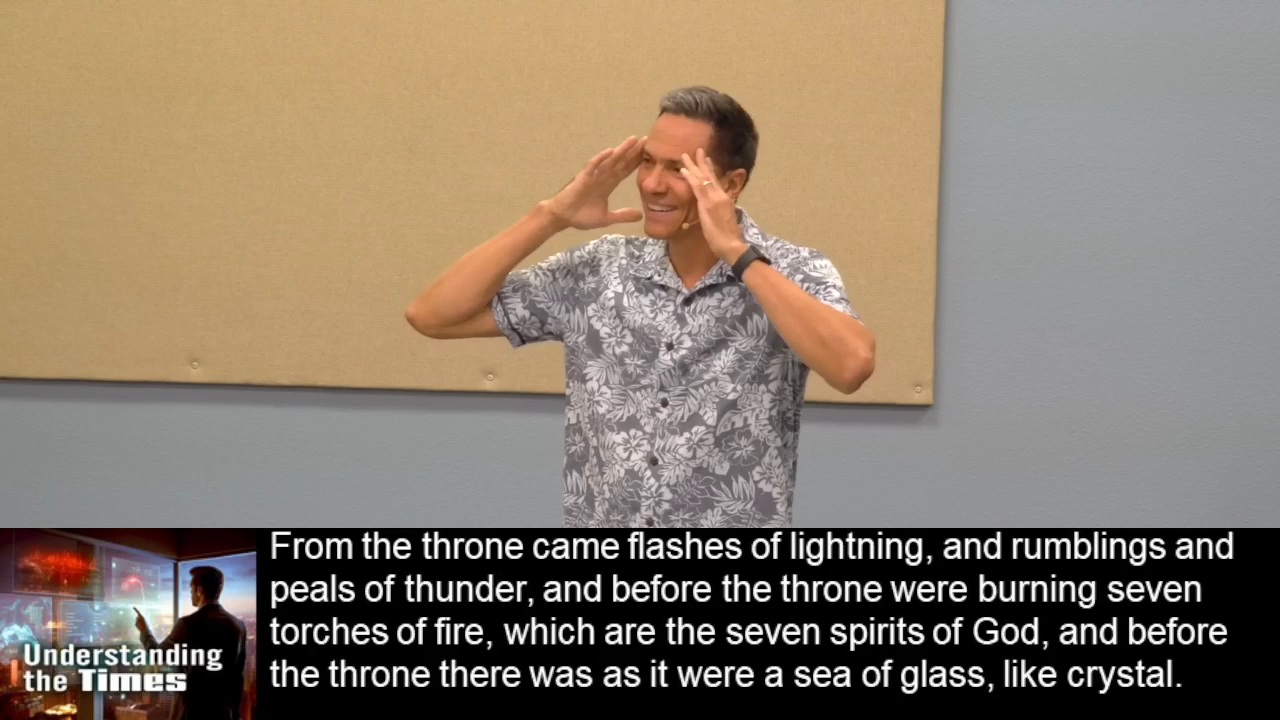 From the throne came flashes of lightning, and rumblings and
peals of thunder, and before the throne were burning seven
torches of fire, which are the seven spirits of God, and before
the throne there was as it were a sea of glass, like crystal.
Understanding
the Times